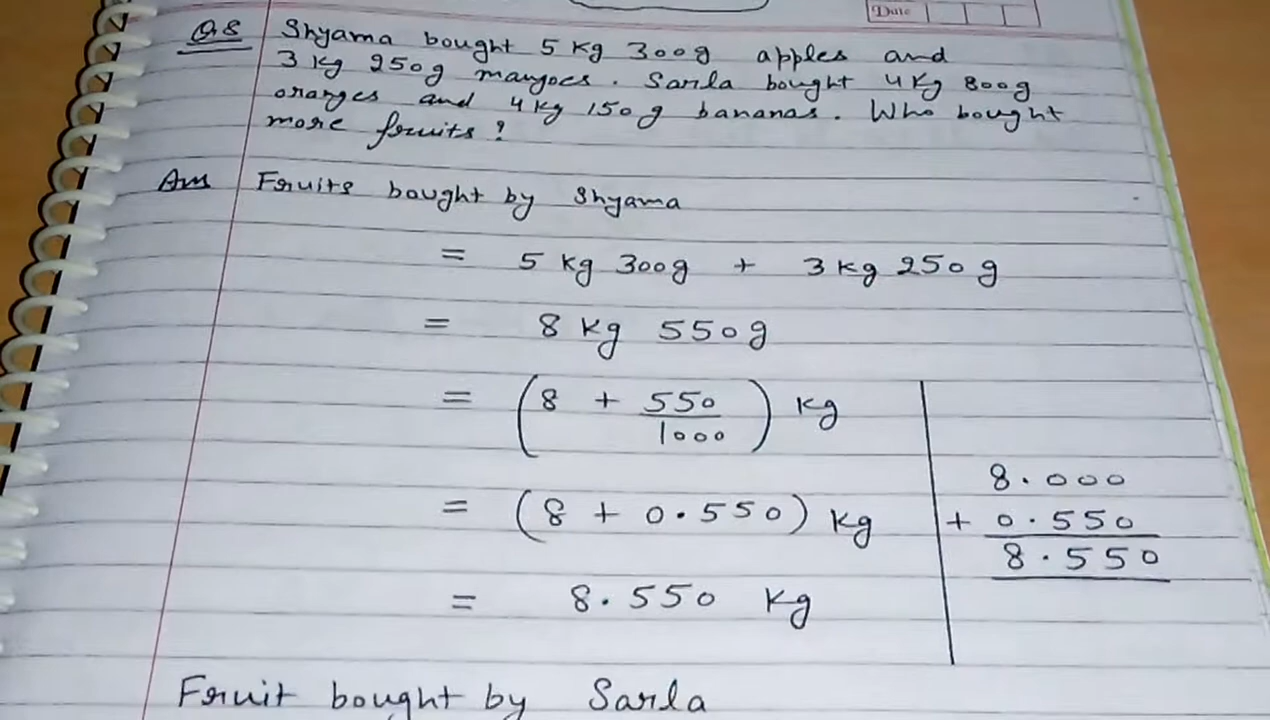 Date
Q.8 Shyama bought 5 Kg 300g apples and
3 Kg 250g mangoes. Sarla bought 4 Kg 800g
oranges and 4 Kg 150g bananas. Who bought
more fruits?
Ans Fruits bought by Shyama
= 5 kg 300g + 3 kg 250g
= 8 kg 550g
= (8 + 550/1000) kg
8.000
= (8 + 0.550) kg + 0.550
8.550
= 8.550 kg
Fruit bought by Sarla